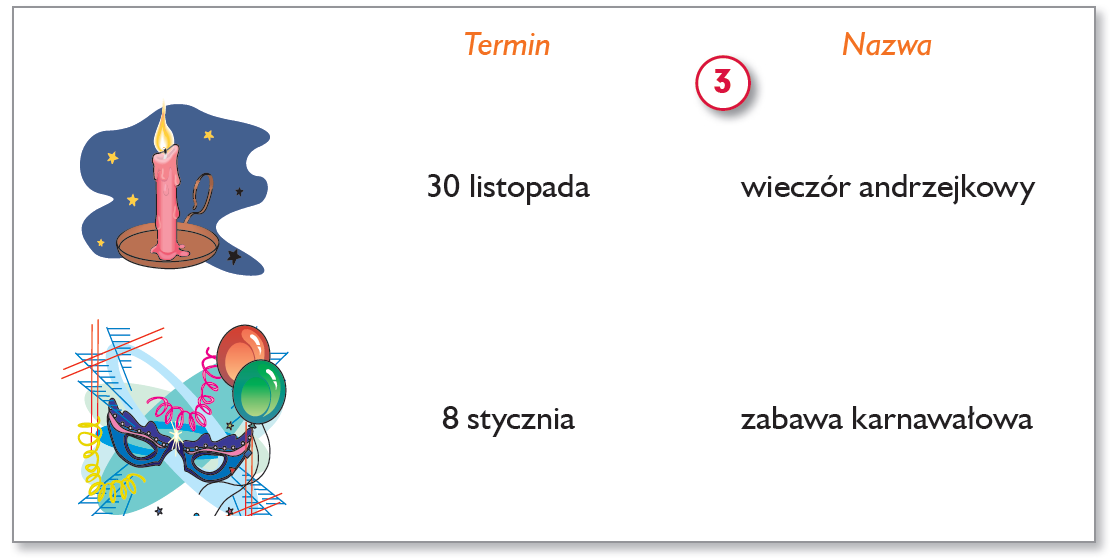 Termin Nazwa
3
30 listopada wieczór andrzejkowy
8 stycznia zabawa karnawałowa